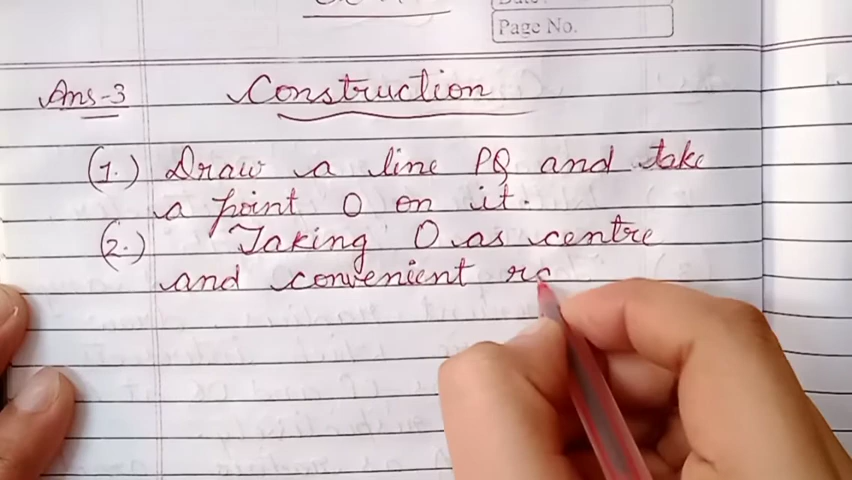 Page No.
Ans-3 Construction
(1.) Draw a line PQ and take
a point O on it.
(2.) Taking O as centre
and convenient